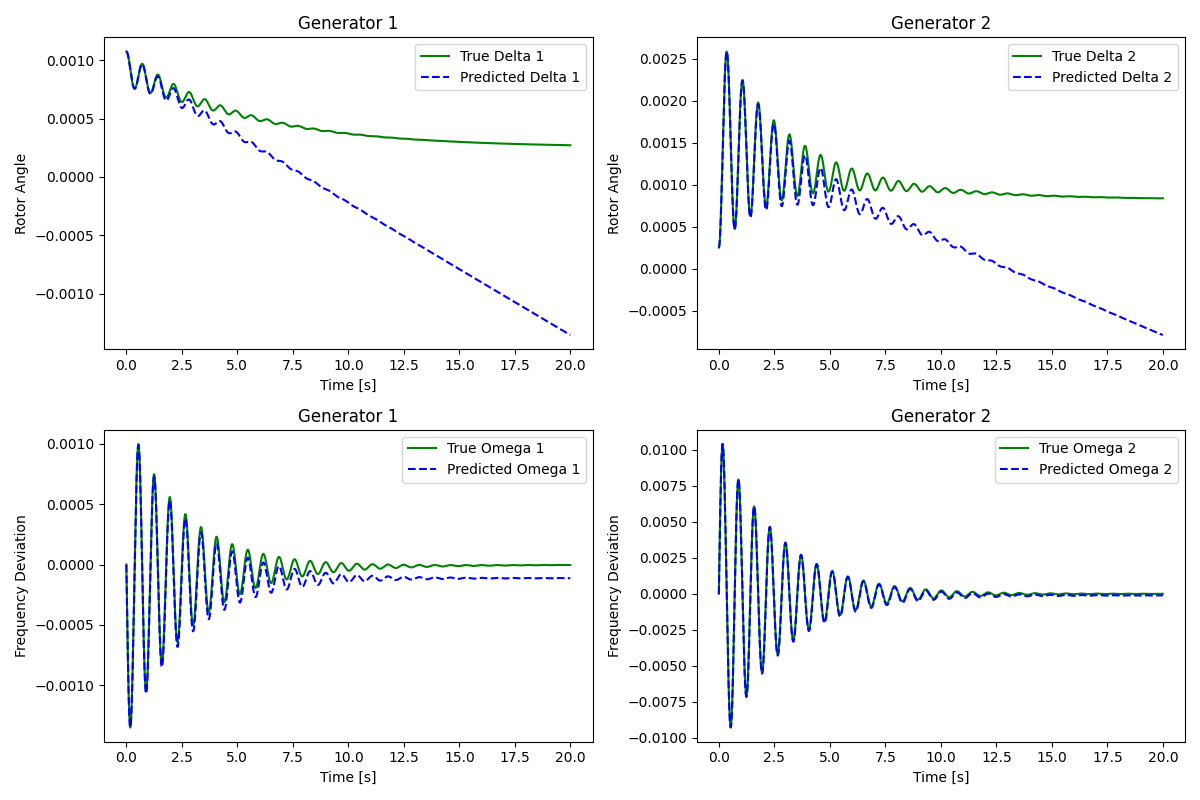 Generator 1
True Delta 1
Predicted Delta 1
0.0010
0.0005
0.0000
−0.0005
−0.0010
Rotor Angle
0.0 2.5 5.0 7.5 10.0 12.5 15.0 17.5 20.0
Time [s]
Generator 2
True Delta 2
Predicted Delta 2
0.0025
0.0020
0.0015
0.0010
0.0005
0.0000
−0.0005
Rotor Angle
0.0 2.5 5.0 7.5 10.0 12.5 15.0 17.5 20.0
Time [s]
Generator 1
True Omega 1
Predicted Omega 1
0.0010
0.0005
0.0000
−0.0005
−0.0010
Frequency Deviation
0.0 2.5 5.0 7.5 10.0 12.5 15.0 17.5 20.0
Time [s]
Generator 2
True Omega 2
Predicted Omega 2
0.0100
0.0075
0.0050
0.0025
0.0000
−0.0025
−0.0050
−0.0075
−0.0100
Frequency Deviation
0.0 2.5 5.0 7.5 10.0 12.5 15.0 17.5 20.0
Time [s]